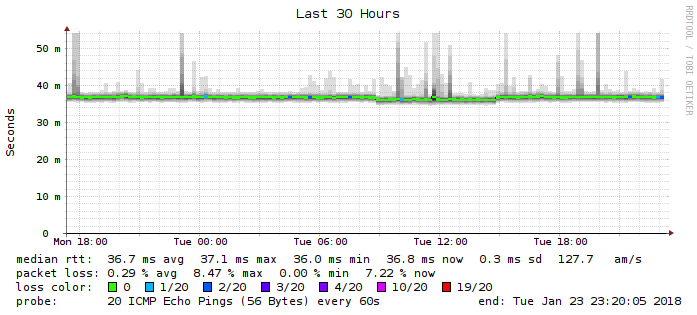 Last 30 Hours
RRDTOOL / TOBI OETIKER
Seconds
50 m
40 m
30 m
20 m
10 m
0
Mon 18:00 Tue 00:00 Tue 06:00 Tue 12:00 Tue 18:00
median rtt: 36.7 ms avg 37.1 ms max 36.0 ms min 36.8 ms now 0.3 ms sd 127.7 am/s
packet loss: 0.29 % avg 8.47 % max 0.00 % min 7.22 % now
loss color: 0 1/20 2/20 3/20 4/20 10/20 19/20
probe: 20 ICMP Echo Pings (56 Bytes) every 60s end: Tue Jan 23 23:20:05 2018